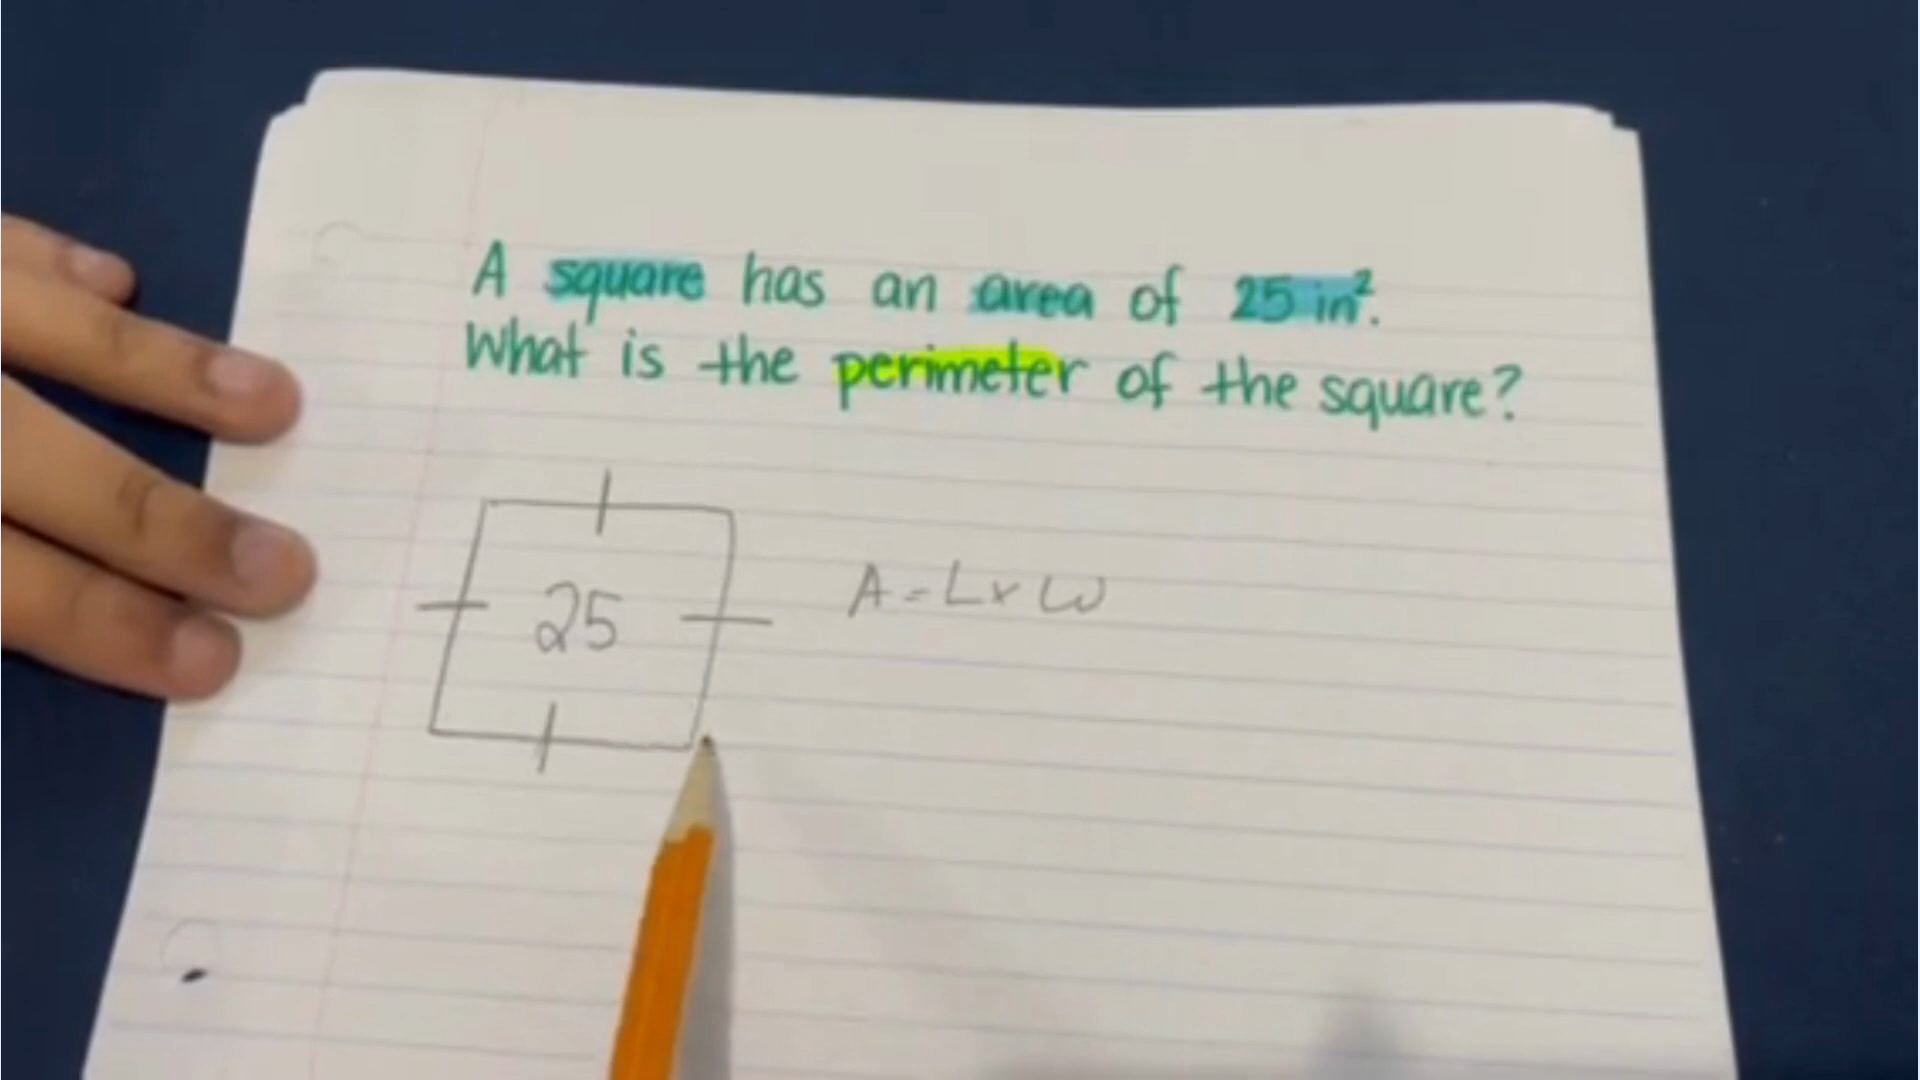 A square has an area of 25 in².
What is the perimeter of the square?
25
A = L x W